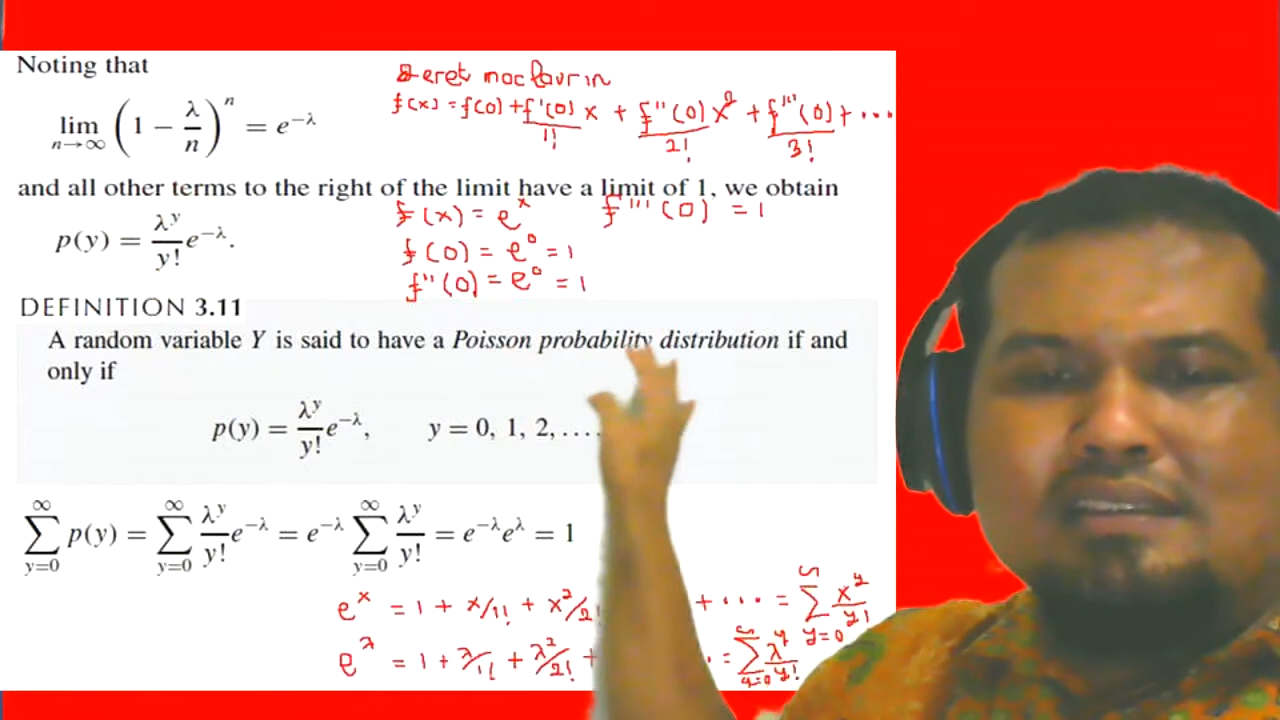 Noting that
lim n→∞ (1 − λ/n)^n = e^−λ
Deret mac laurin
f(x) = f(0) + f'(0)/1! x + f''(0)/2! x² + f'''(0)/3! + ...
and all other terms to the right of the limit have a limit of 1, we obtain
p(y) = λ^y/y! e^−λ.
f(x) = e^x
f'''(0) = 1
f(0) = e^0 = 1
f''(0) = e^0 = 1
DEFINITION 3.11
A random variable Y is said to have a Poisson probability distribution if and
only if
p(y) = λ^y/y! e^−λ, y = 0, 1, 2, ....
∞∑y=0 p(y) = ∞∑y=0 λ^y/y! e^−λ = e^−λ ∞∑y=0 λ^y/y! = e^−λ e^λ = 1
e^x = 1 + x/1! + x²/2! + ... = ∑y=0 x^y/y!
e^λ = 1 + λ/1! + λ²/2! + ... = ∑y=0 λ^y/y!